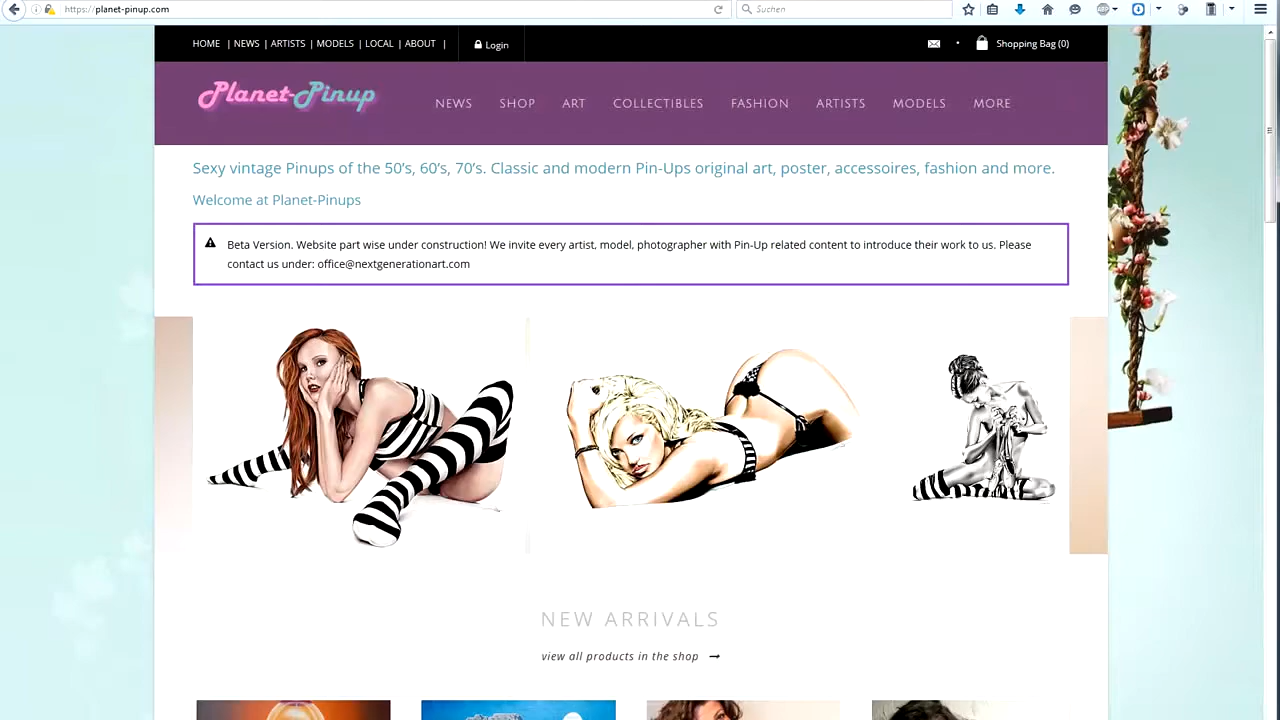 https://planet-pinup.com
Suchen
HOME | NEWS | ARTISTS | MODELS | LOCAL | ABOUT |
Login
Shopping Bag (0)
Planet-Pinup
NEWS SHOP ART COLLECTIBLES FASHION ARTISTS MODELS MORE
Sexy vintage Pinups of the 50's, 60's, 70's. Classic and modern Pin-Ups original art, poster, accessoires, fashion and more.
Welcome at Planet-Pinups
Beta Version. Website part wise under construction! We invite every artist, model, photographer with Pin-Up related content to introduce their work to us. Please
contact us under: office@nextgenerationart.com
NEW ARRIVALS
view all products in the shop